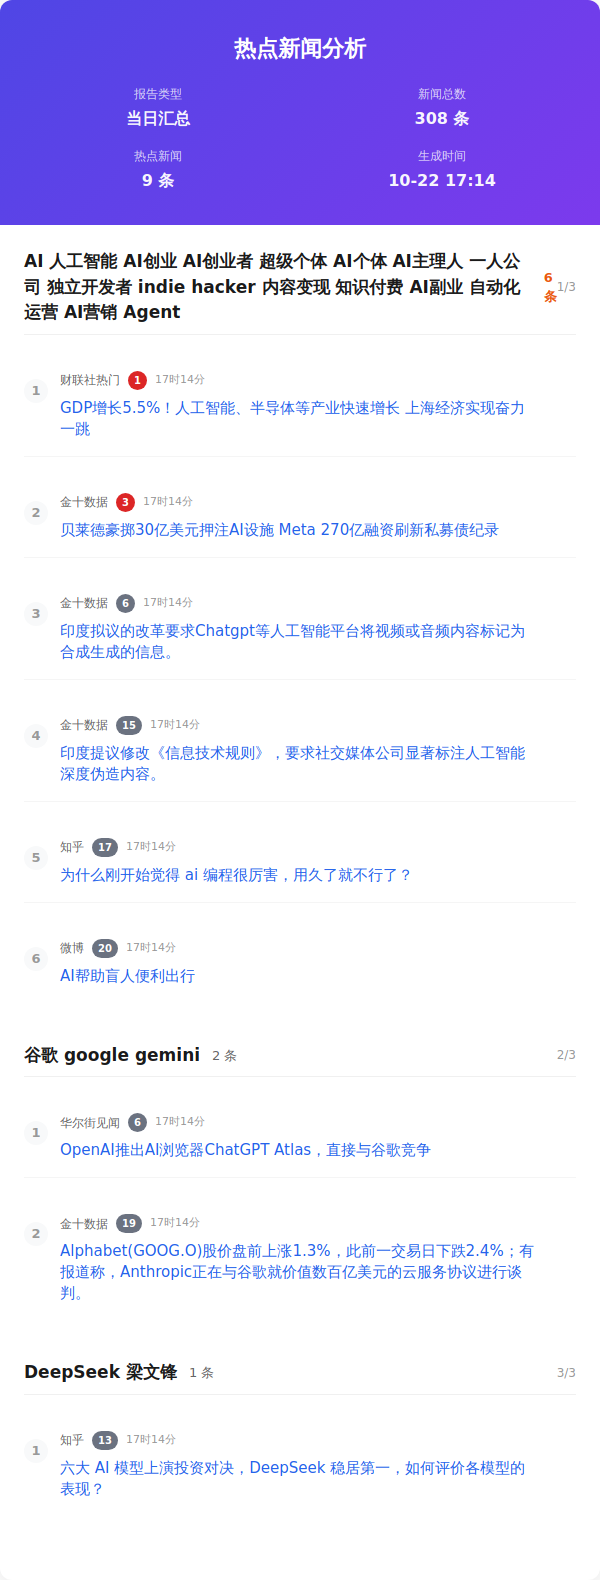 热点新闻分析
报告类型
当日汇总
新闻总数
308 条
热点新闻
9 条
生成时间
10-22 17:14
AI 人工智能 AI创业 AI创业者 超级个体 AI个体 AI主理人 一人公
司 独立开发者 indie hacker 内容变现 知识付费 AI副业 自动化
运营 AI营销 Agent
6
条
1/3
1
财联社热门 1 17时14分
GDP增长5.5%！人工智能、半导体等产业快速增长 上海经济实现奋力
一跳
2
金十数据 3 17时14分
贝莱德豪掷30亿美元押注AI设施 Meta 270亿融资刷新私募债纪录
3
金十数据 6 17时14分
印度拟议的改革要求Chatgpt等人工智能平台将视频或音频内容标记为
合成生成的信息。
4
金十数据 15 17时14分
印度提议修改《信息技术规则》，要求社交媒体公司显著标注人工智能
深度伪造内容。
5
知乎 17 17时14分
为什么刚开始觉得 ai 编程很厉害，用久了就不行了？
6
微博 20 17时14分
AI帮助盲人便利出行
谷歌 google gemini 2 条 2/3
1
华尔街见闻 6 17时14分
OpenAI推出AI浏览器ChatGPT Atlas，直接与谷歌竞争
2
金十数据 19 17时14分
Alphabet(GOOG.O)股价盘前上涨1.3%，此前一交易日下跌2.4%；有
报道称，Anthropic正在与谷歌就价值数百亿美元的云服务协议进行谈
判。
DeepSeek 梁文锋 1 条 3/3
1
知乎 13 17时14分
六大 AI 模型上演投资对决，DeepSeek 稳居第一，如何评价各模型的
表现？